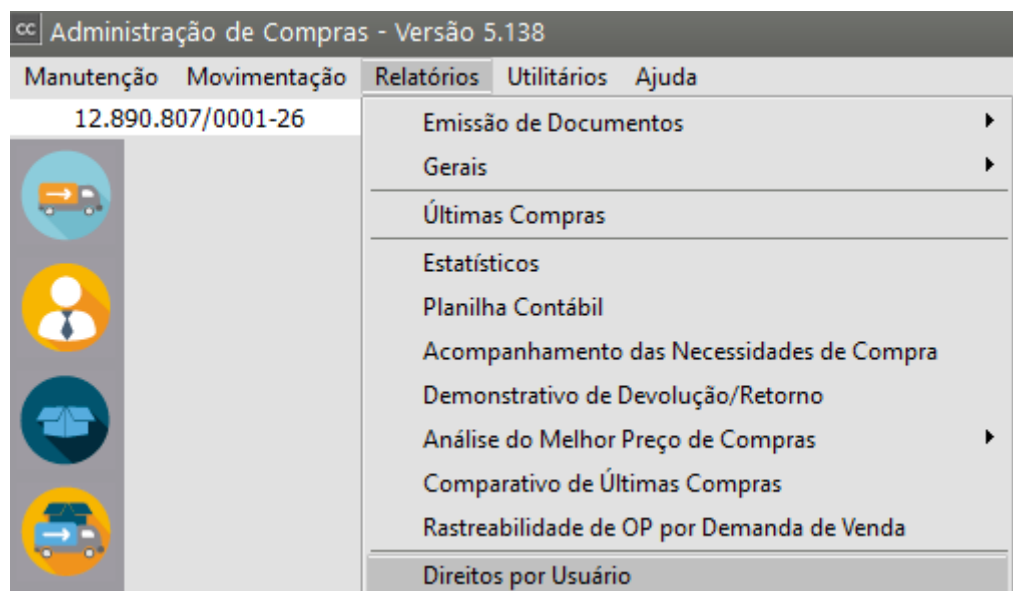 cc Administração de Compras - Versão 5.138
Manutenção Movimentação Relatórios Utilitários Ajuda
12.890.807/0001-26
Emissão de Documentos
Gerais
Últimas Compras
Estatísticos
Planilha Contábil
Acompanhamento das Necessidades de Compra
Demonstrativo de Devolução/Retorno
Análise do Melhor Preço de Compras
Comparativo de Últimas Compras
Rastreabilidade de OP por Demanda de Venda
Direitos por Usuário